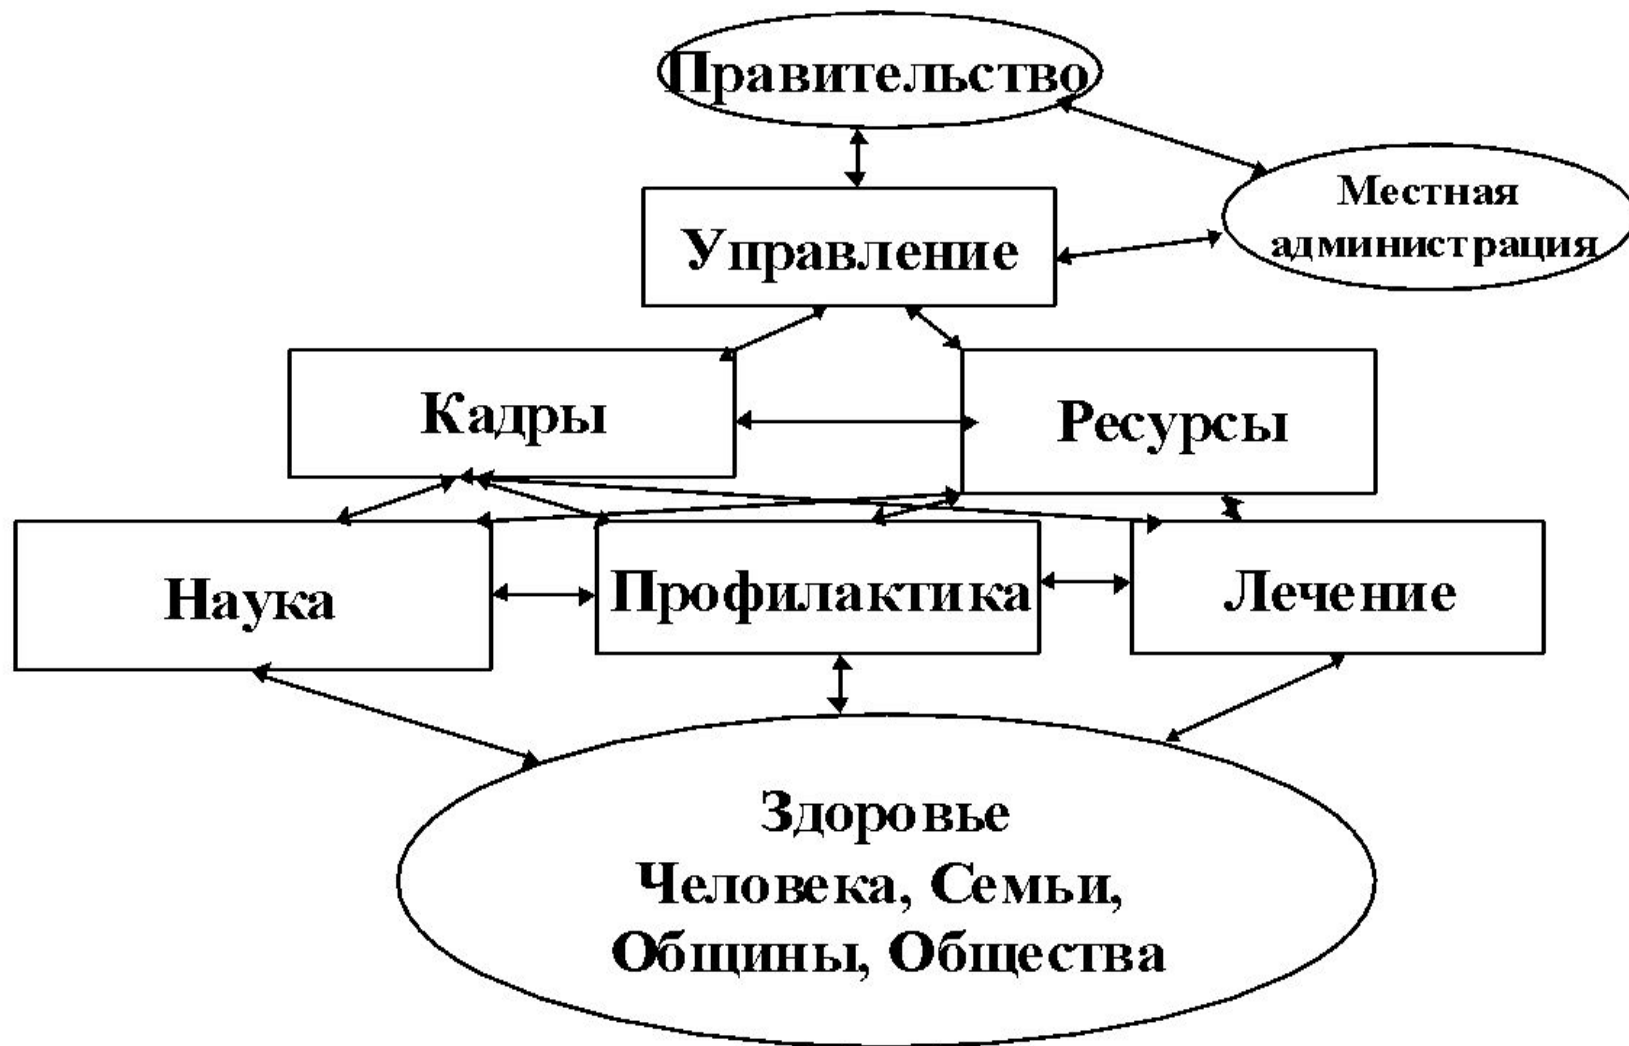 Правительство
Местная
администрация
Управление
Кадры
Ресурсы
Наука
Профилактика
Лечение
Здоровье
Человека, Семьи,
Общины, Общества